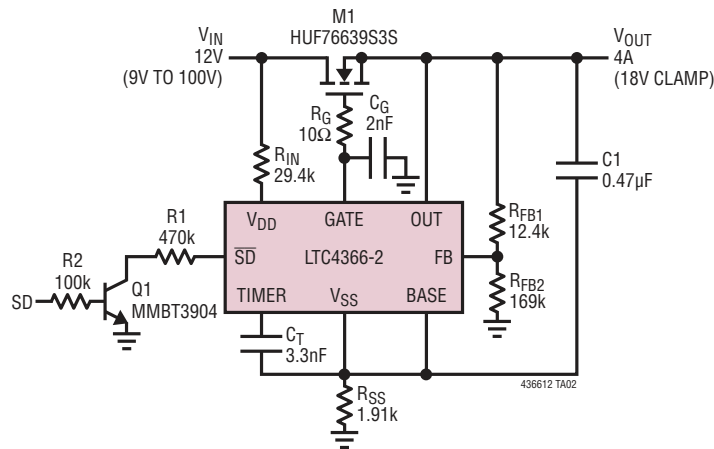 M1
HUF76639S3S
VIN
12V
(9V TO 100V)
VOUT
4A
(18V CLAMP)
RG
10Ω
CG
2nF
RIN
29.4k
C1
0.47µF
R1
470k
R2
100k
SD
Q1
MMBT3904
VDD
GATE
OUT
SD
LTC4366-2
FB
TIMER
VSS
BASE
RFB1
12.4k
RFB2
169k
CT
3.3nF
RSS
1.91k
436612 TA02